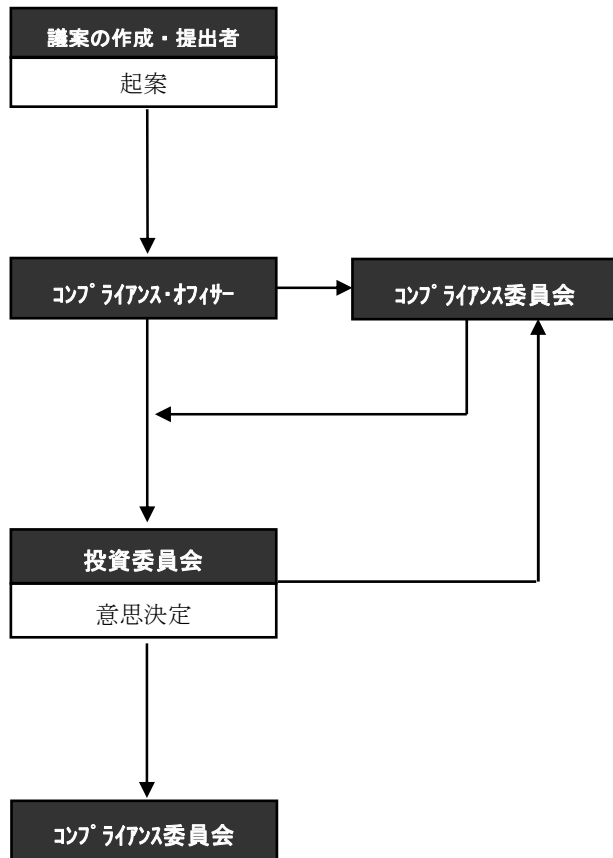 議案の作成・提出者
起案
ｺﾝﾌﾟﾗｲｱﾝｽ・ｵﾌｨｻｰ
ｺﾝﾌﾟﾗｲｱﾝｽ委員会
投資委員会
意思決定
ｺﾝﾌﾟﾗｲｱﾝｽ委員会